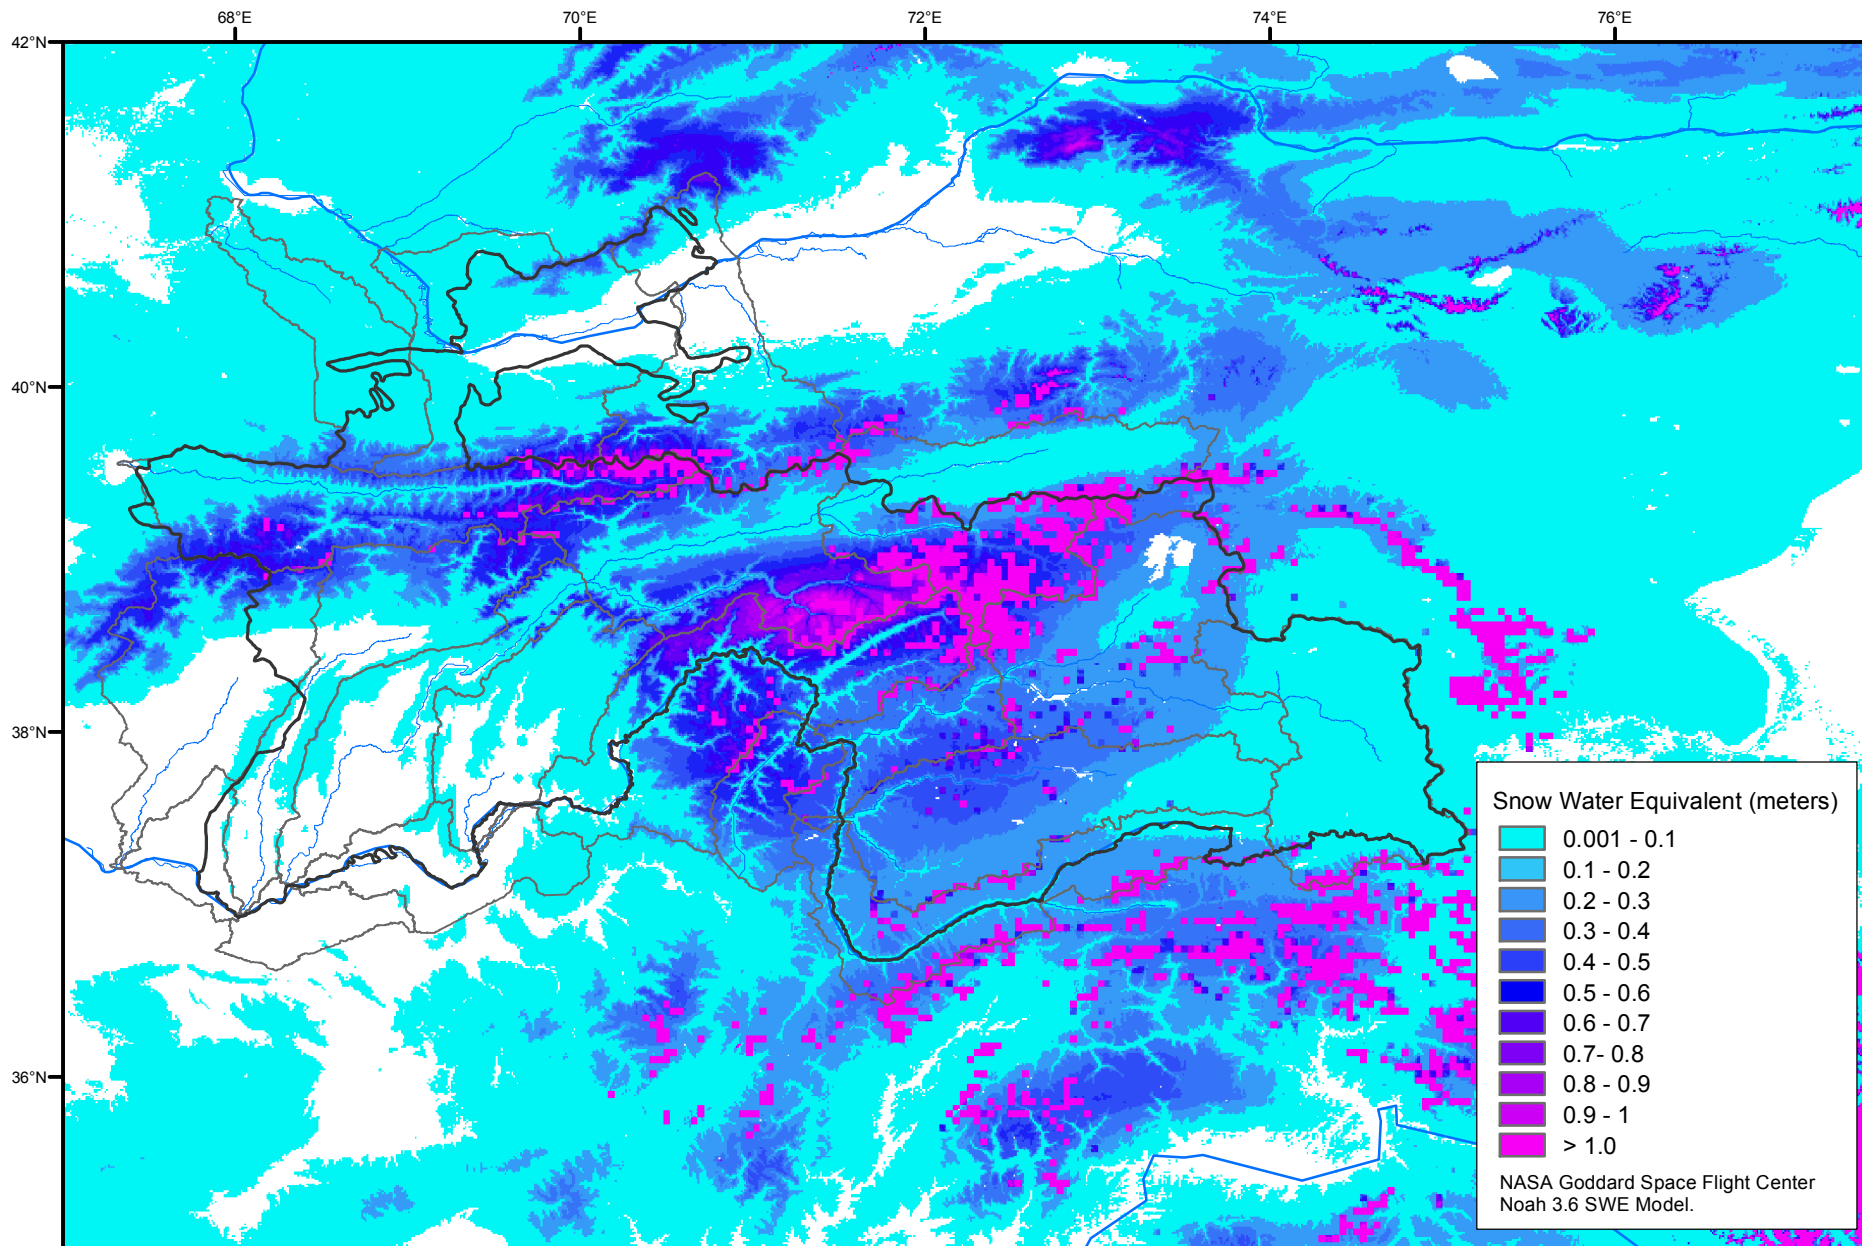 68°E
70°E
72°E
74°E
76°E
42°N
40°N
38°N
36°N
Snow Water Equivalent (meters)
0.001 - 0.1
0.1 - 0.2
0.2 - 0.3
0.3 - 0.4
0.4 - 0.5
0.5 - 0.6
0.6 - 0.7
0.7- 0.8
0.8 - 0.9
0.9 - 1
> 1.0
NASA Goddard Space Flight Center
Noah 3.6 SWE Model.